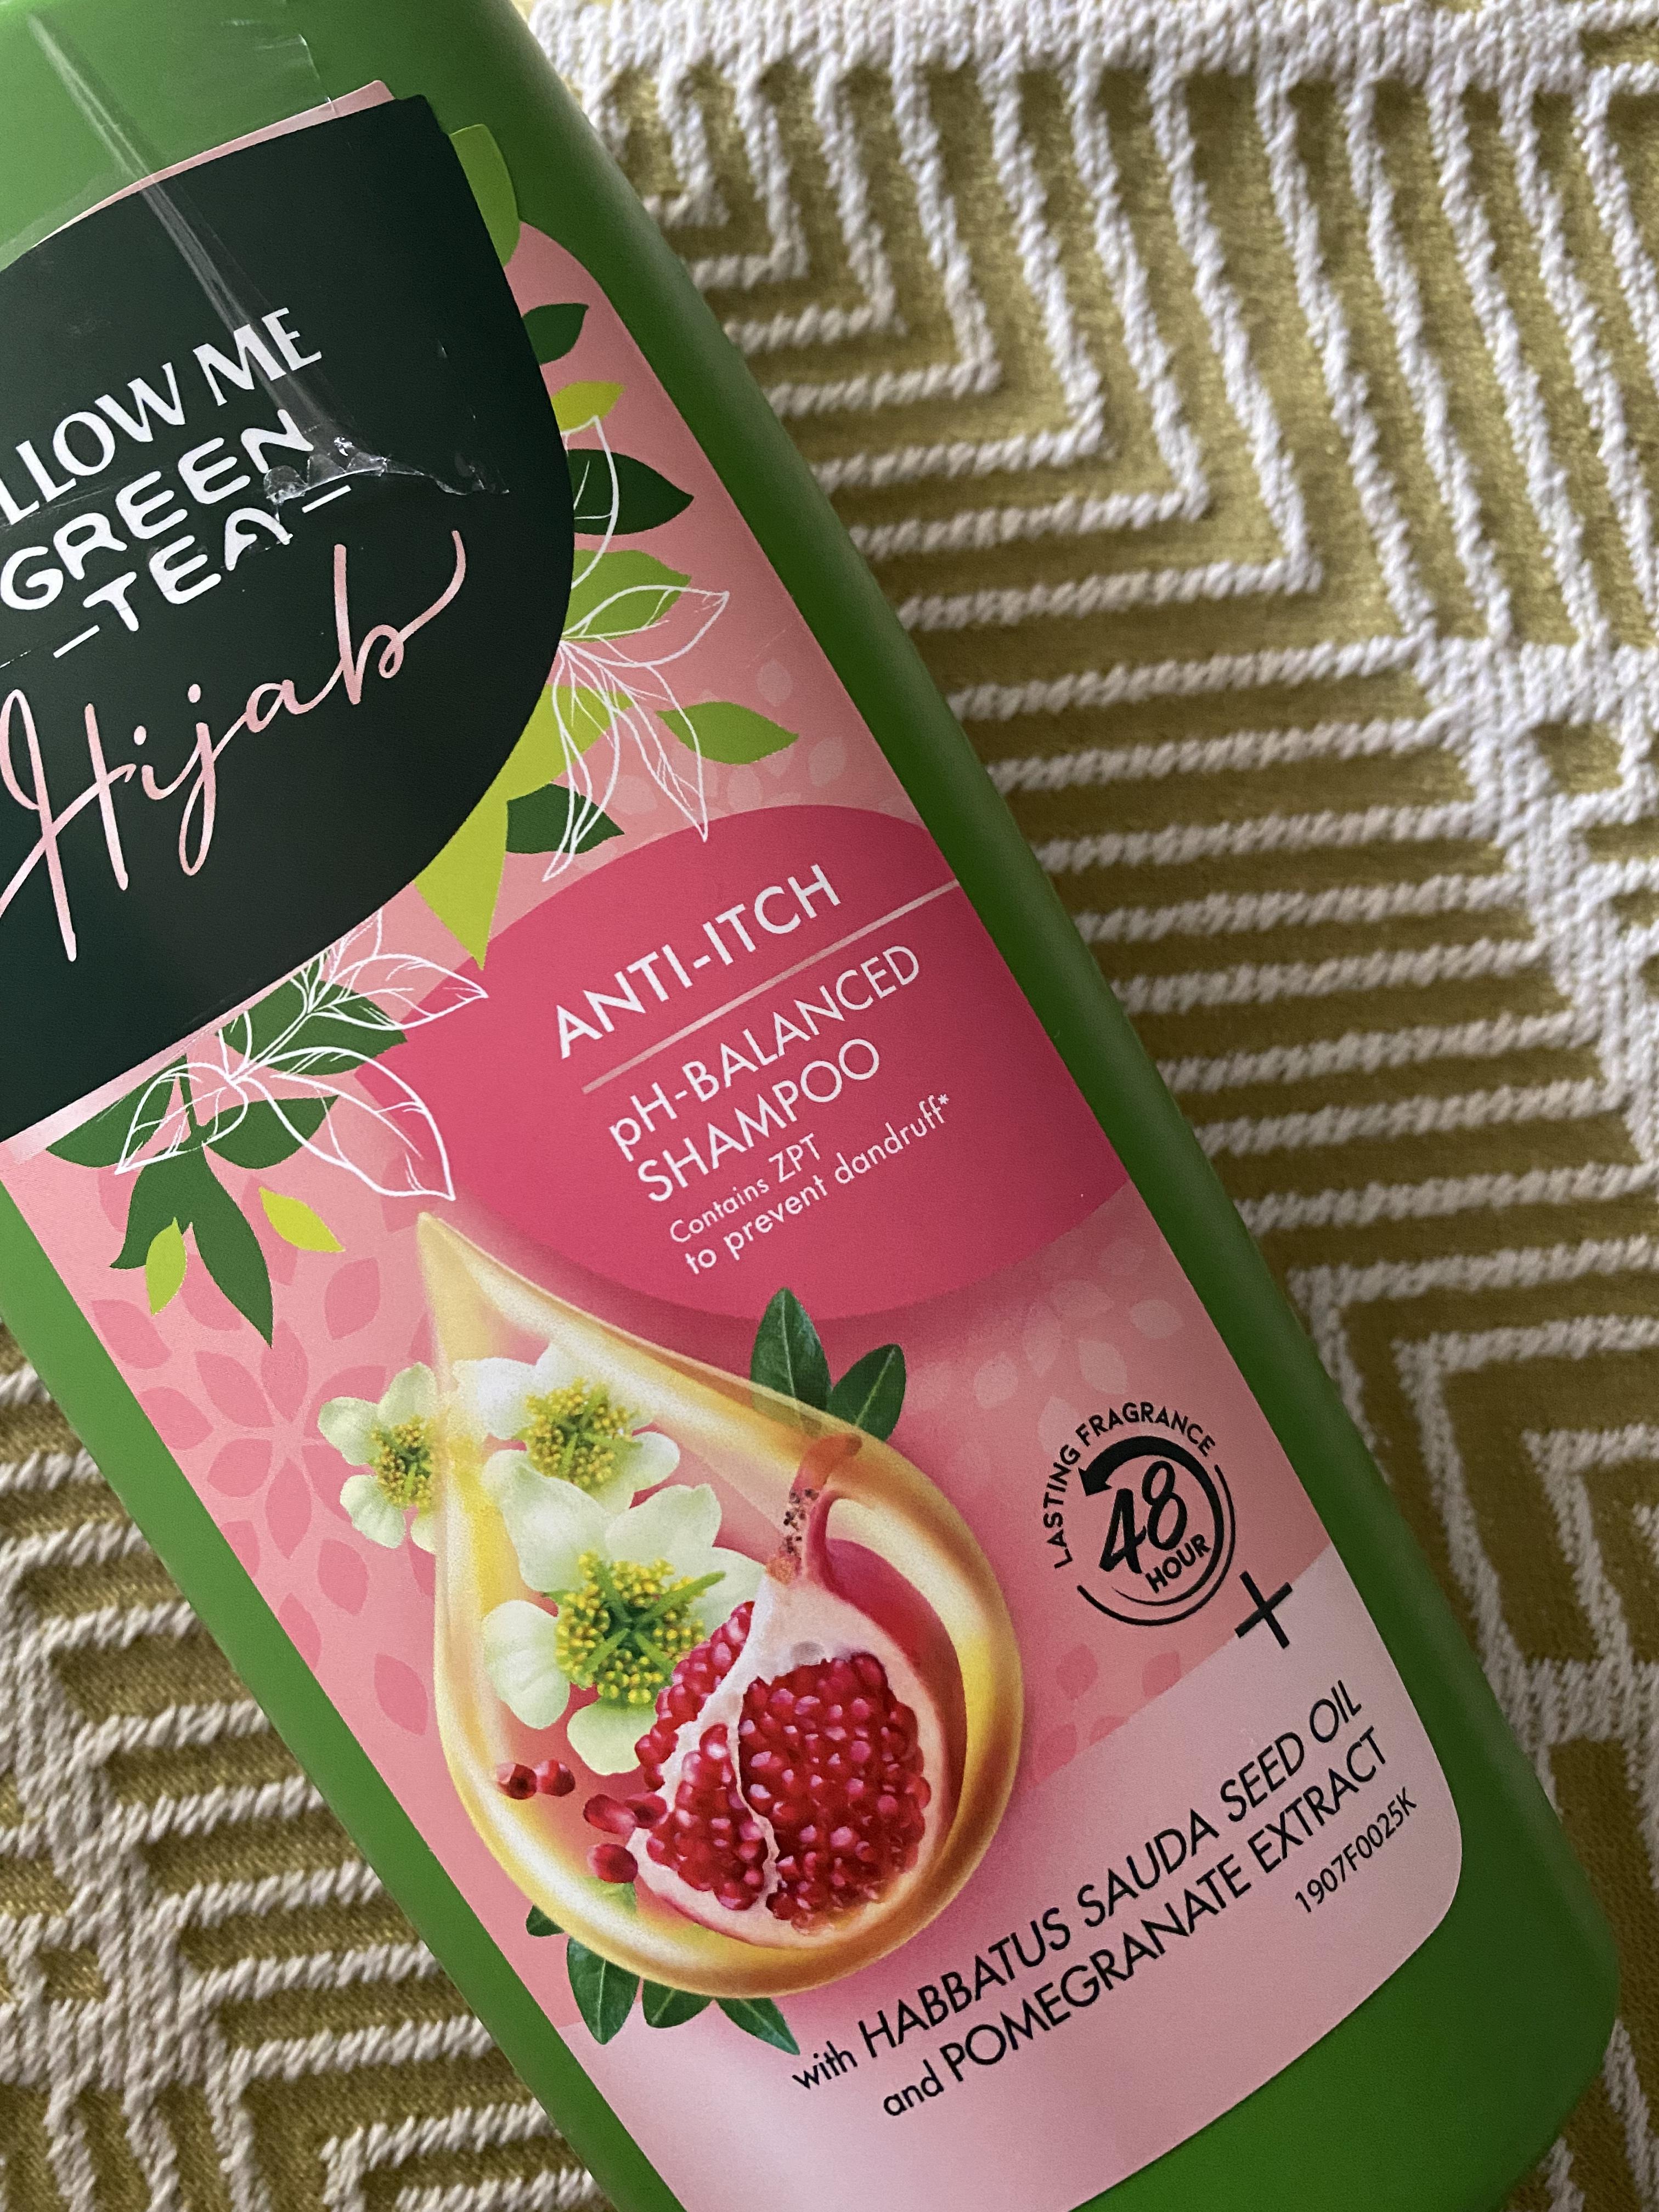 LLOW ME
GREEN
TEA
Hijab
ANTI-ITCH
pH-BALANCED
SHAMPOO
Contains ZPT
to prevent dandruff*
LASTING FRAGRANCE
48
HOUR
+
with HABBATUS SAUDA SEED OIL
and POMEGRANATE EXTRACT
1907F0025K